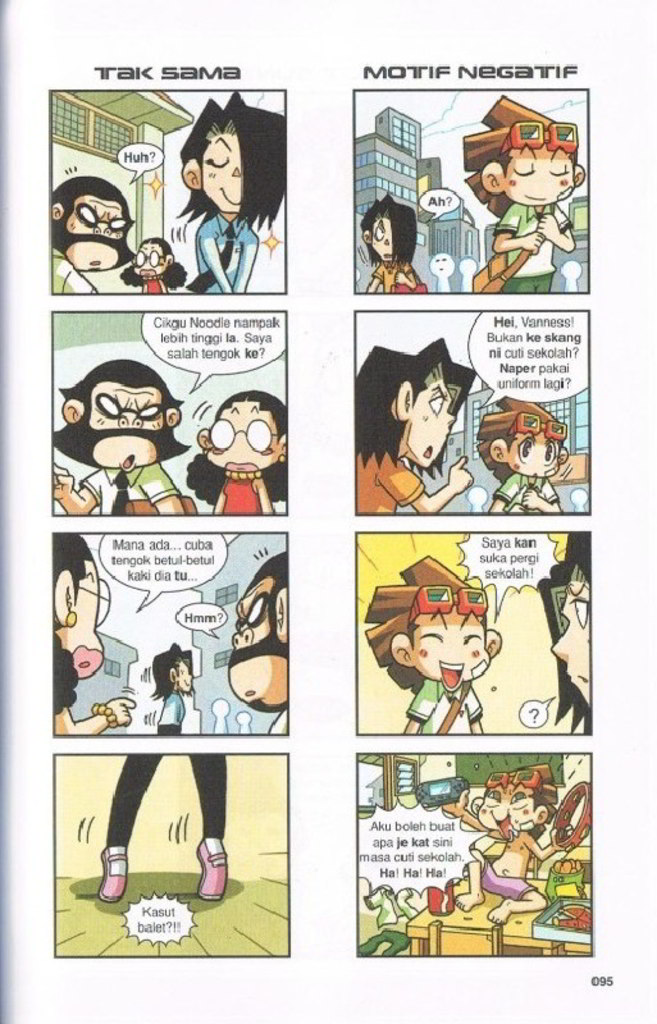 TAK SAMA
Huh?
Cikgu Noodle nampak
lebih tinggi la. Saya
salah tengok ke?
Mana ada... cuba
tengok betul-betul
kaki dia tu...
Hmm?
Kasut
balet?!!
MOTIF NEGATIF
Ah?
Hei, Vanness!
Bukan ke skang
ni cuti sekolah?
Naper pakai
uniform lagi?
Saya kan
suka pergi
sekolah!
?
Aku boleh buat
apa je kat sini
masa cuti sekolah.
Ha! Ha! Ha!
095